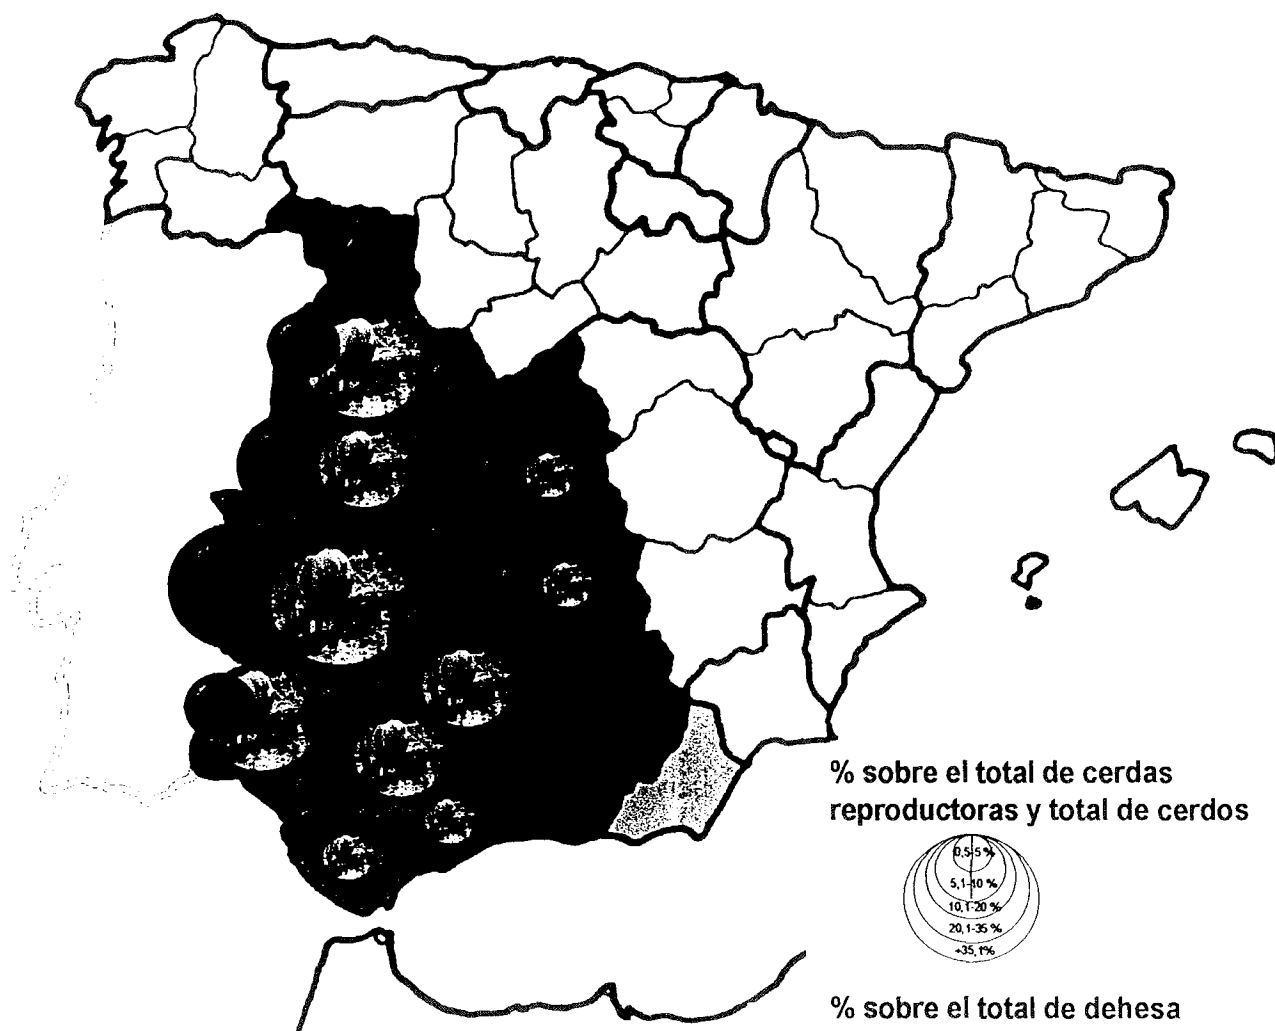 % sobre el total de cerdas
reproductoras y total de cerdos
0,5-5 %
5,1-10 %
10,1-20 %
20,1-35 %
+35,1%
% sobre el total de dehesa